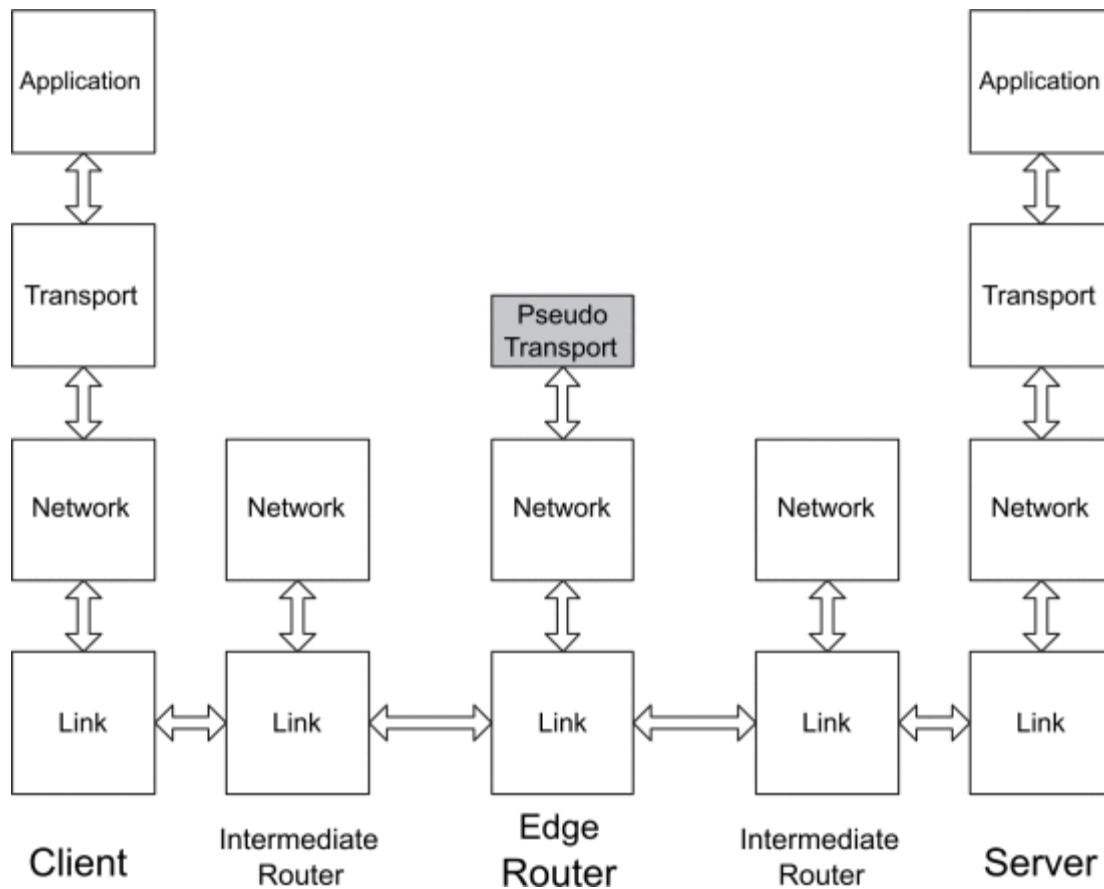 Application
Application
Transport
Pseudo
Transport
Transport
Network
Network
Network
Network
Network
Link
Link
Link
Link
Link
Client
Intermediate
Router
Edge
Router
Intermediate
Router
Server